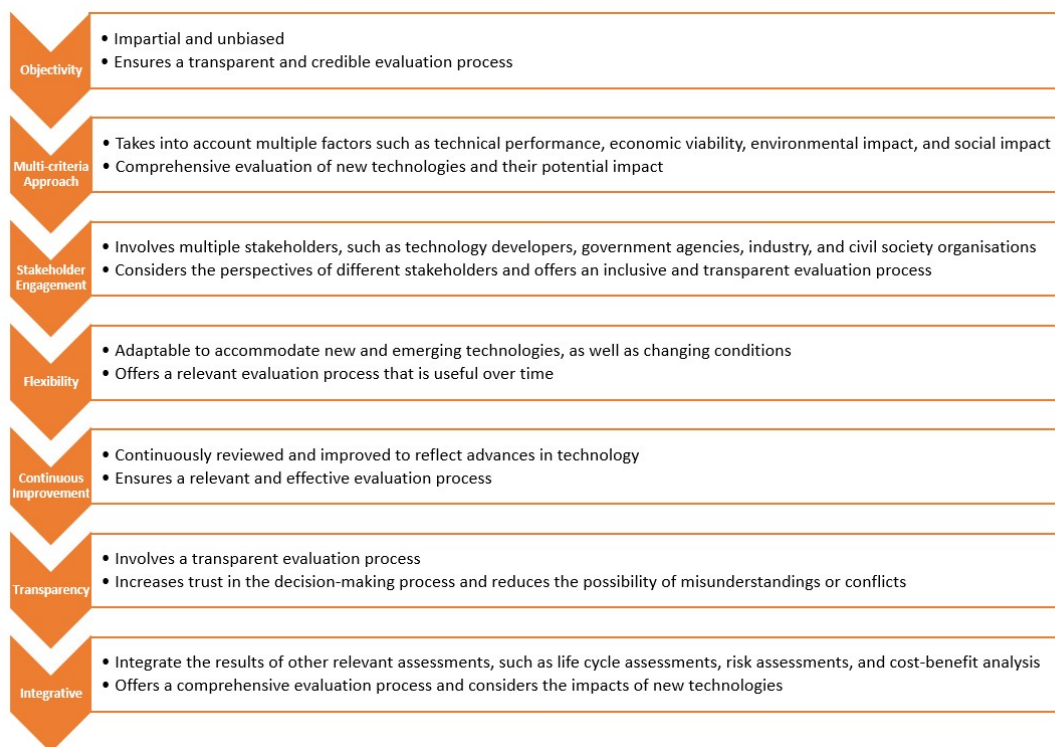 Objectivity
• Impartial and unbiased
• Ensures a transparent and credible evaluation process
Multi-criteria
Approach
• Takes into account multiple factors such as technical performance, economic viability, environmental impact, and social impact
• Comprehensive evaluation of new technologies and their potential impact
Stakeholder
Engagement
• Involves multiple stakeholders, such as technology developers, government agencies, industry, and civil society organisations
• Considers the perspectives of different stakeholders and offers an inclusive and transparent evaluation process
Flexibility
• Adaptable to accommodate new and emerging technologies, as well as changing conditions
• Offers a relevant evaluation process that is useful over time
Continuous
Improvement
• Continuously reviewed and improved to reflect advances in technology
• Ensures a relevant and effective evaluation process
Transparency
• Involves a transparent evaluation process
• Increases trust in the decision-making process and reduces the possibility of misunderstandings or conflicts
Integrative
• Integrate the results of other relevant assessments, such as life cycle assessments, risk assessments, and cost-benefit analysis
• Offers a comprehensive evaluation process and considers the impacts of new technologies